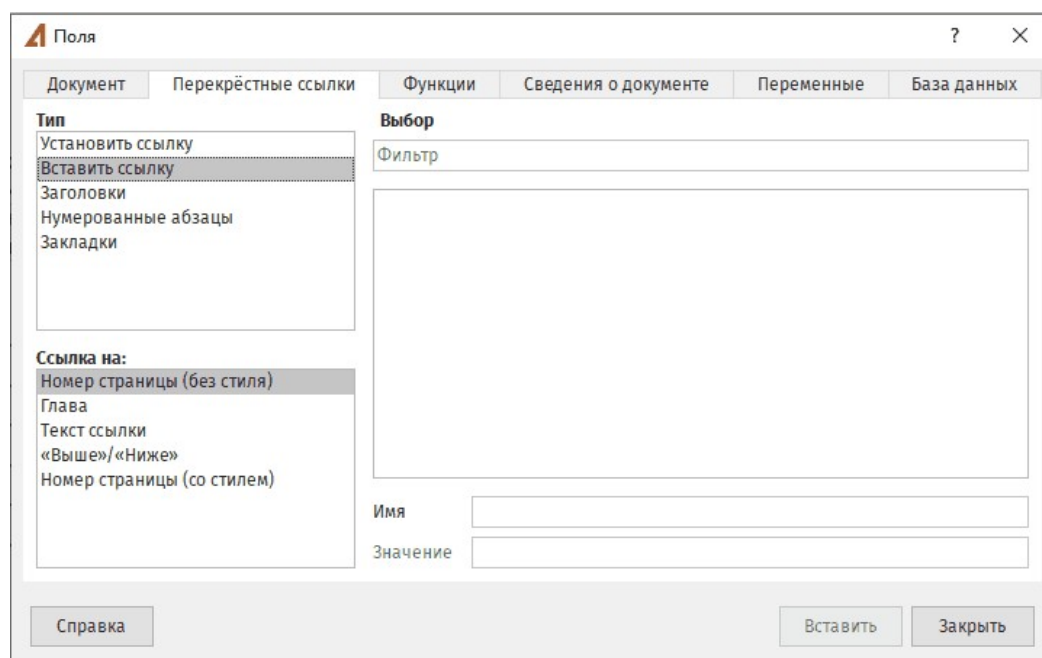 Поля
?
Документ Перекрёстные ссылки Функции Сведения о документе Переменные База данных
Тип
Установить ссылку
Вставить ссылку
Заголовки
Нумерованные абзацы
Закладки
Ссылка на:
Номер страницы (без стиля)
Глава
Текст ссылки
«Выше»/«Ниже»
Номер страницы (со стилем)
Выбор
Фильтр
Имя
Значение
Справка Вставить Закрыть